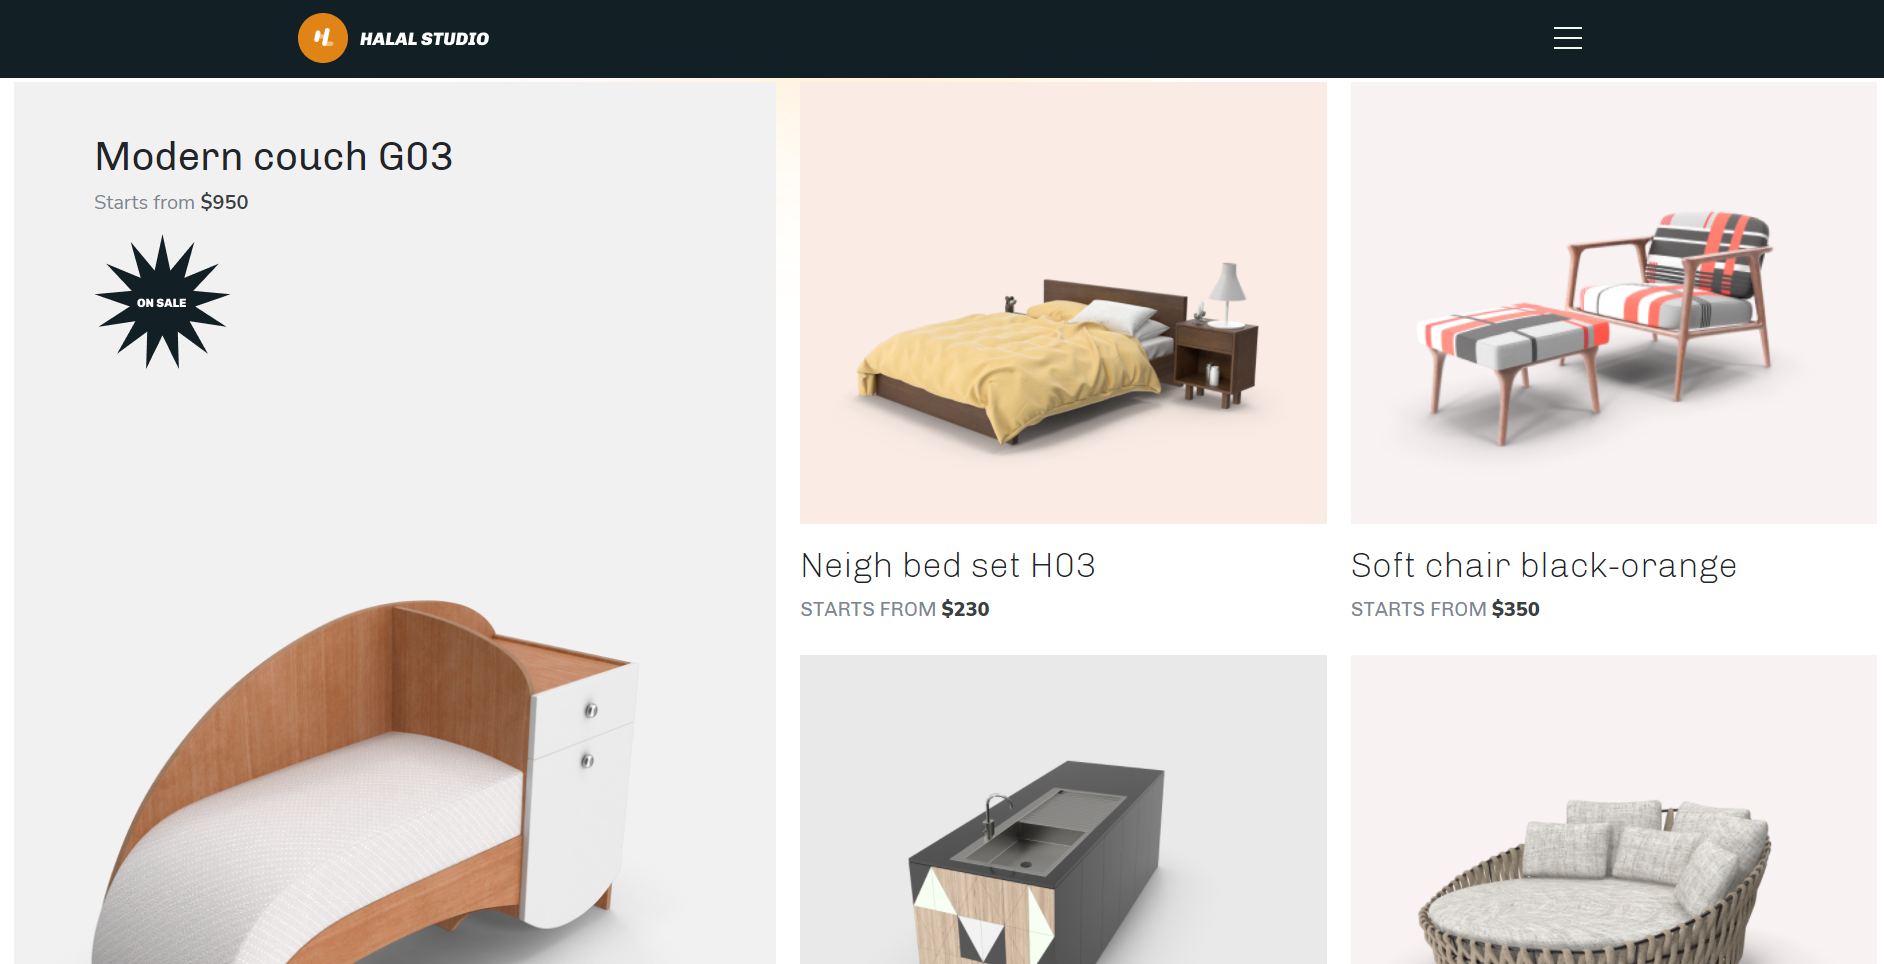 HALAL STUDIO
Modern couch G03
Starts from $950
ON SALE
Neigh bed set H03
STARTS FROM $230
Soft chair black-orange
STARTS FROM $350